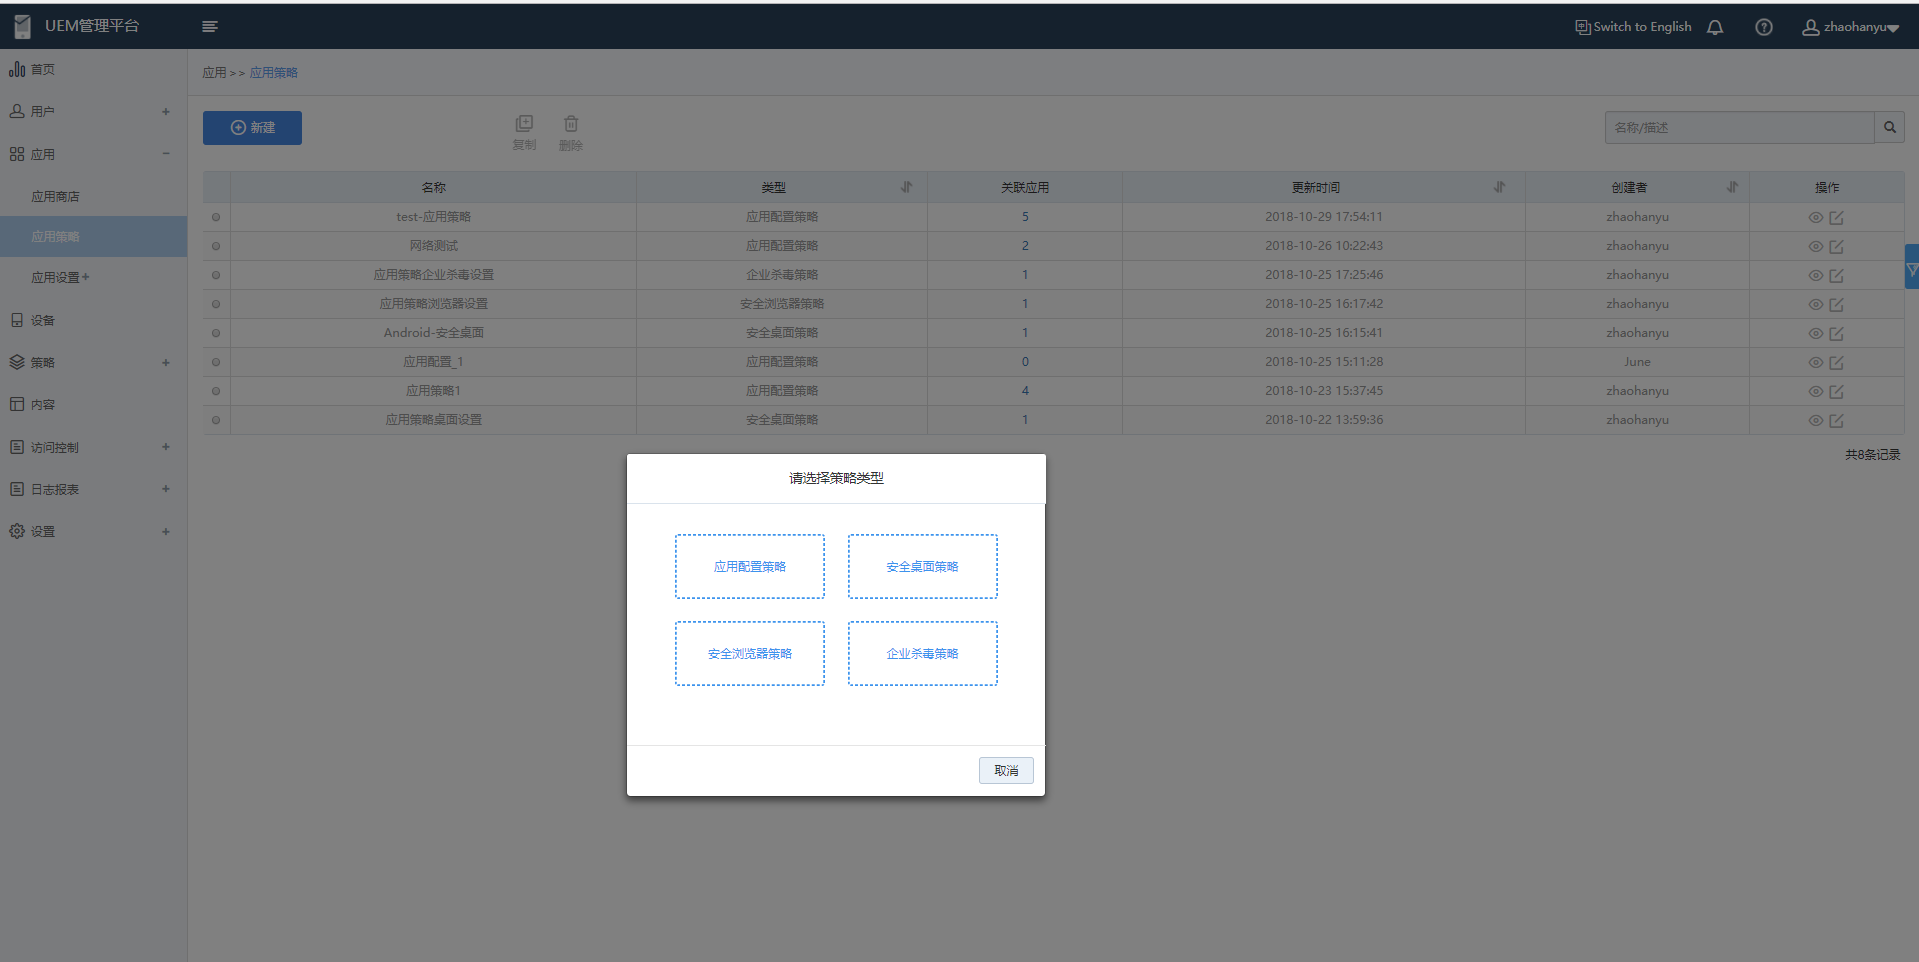 UEM管理平台 Switch to English zhaohanyu
首页
用户 +
应用 −
应用商店
应用策略
应用设置+
设备
策略 +
内容
访问控制 +
日志报表 +
设置 +
应用 >> 应用策略
新建 复制 删除 名称/描述
名称 类型 关联应用 更新时间 创建者 操作
test-应用策略 应用配置策略 5 2018-10-29 17:54:11 zhaohanyu
网络测试 应用配置策略 2 2018-10-26 10:22:43 zhaohanyu
应用策略企业杀毒设置 企业杀毒策略 1 2018-10-25 17:25:46 zhaohanyu
应用策略浏览器设置 安全浏览器策略 1 2018-10-25 16:17:42 zhaohanyu
Android-安全桌面 安全桌面策略 1 2018-10-25 16:15:41 zhaohanyu
应用配置_1 应用配置策略 0 2018-10-25 15:11:28 June
应用策略1 应用配置策略 4 2018-10-23 15:37:45 zhaohanyu
应用策略桌面设置 安全桌面策略 1 2018-10-22 13:59:36 zhaohanyu
共8条记录
请选择策略类型
应用配置策略 安全桌面策略
安全浏览器策略 企业杀毒策略
取消